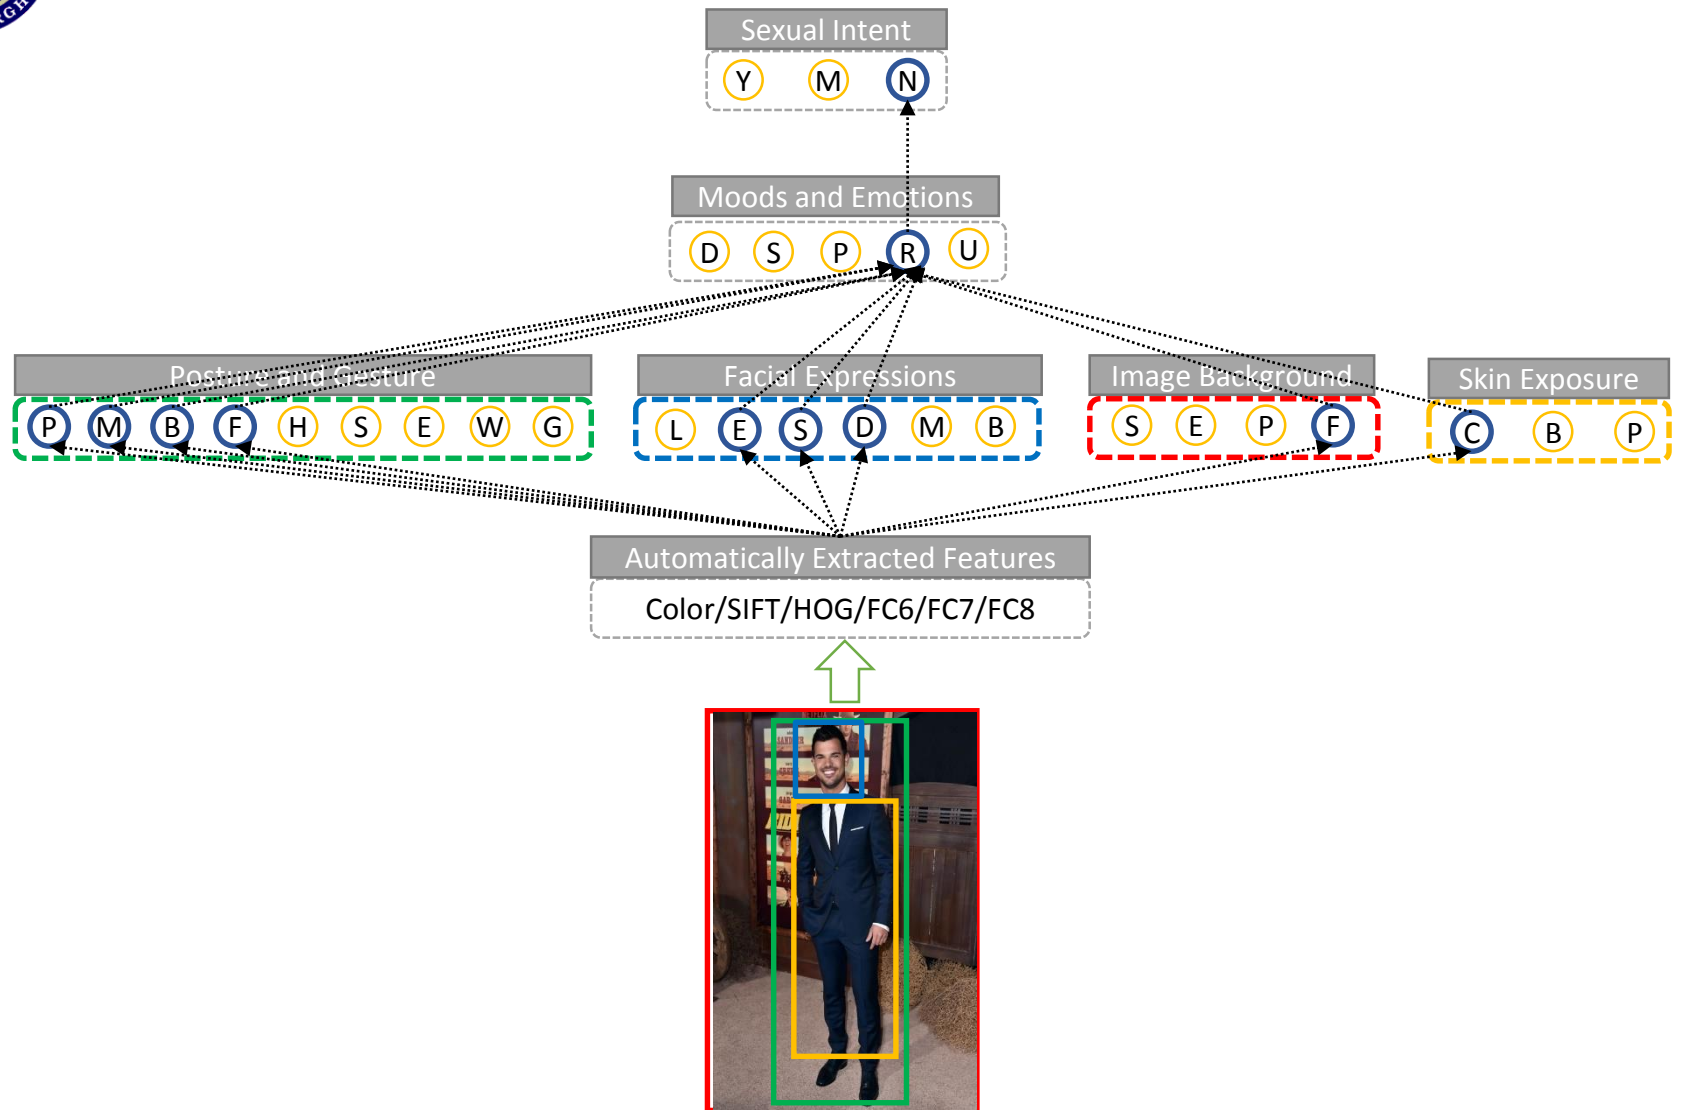 RGH
Sexual Intent
Y M N
Moods and Emotions
D S P R U
Posture and Gesture
P M B F H S E W G
Facial Expressions
L E S D M B
Image Background
S E P F
Skin Exposure
C B P
Automatically Extracted Features
Color/SIFT/HOG/FC6/FC7/FC8